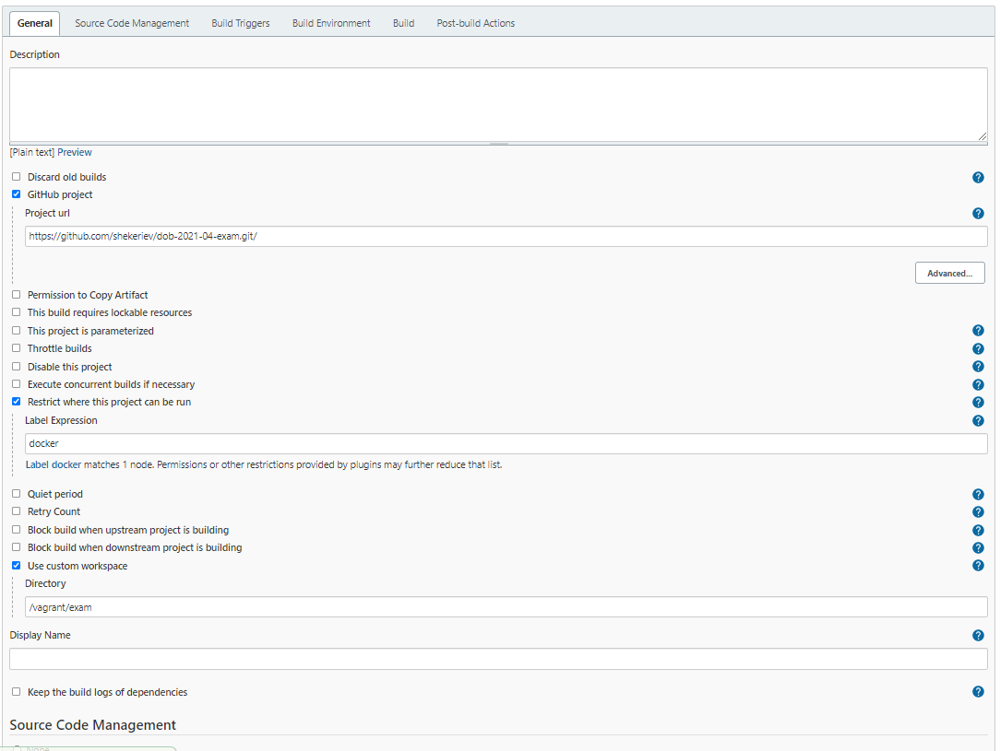 General Source Code Management Build Triggers Build Environment Build Post-build Actions
Description
[Plain text] Preview
Discard old builds
GitHub project
Project url
https://github.com/shekeriev/dob-2021-04-exam.git/
Advanced...
Permission to Copy Artifact
This build requires lockable resources
This project is parameterized
Throttle builds
Disable this project
Execute concurrent builds if necessary
Restrict where this project can be run
Label Expression
docker
Label docker matches 1 node. Permissions or other restrictions provided by plugins may further reduce that list.
Quiet period
Retry Count
Block build when upstream project is building
Block build when downstream project is building
Use custom workspace
Directory
/vagrant/exam
Display Name
Keep the build logs of dependencies
Source Code Management
None